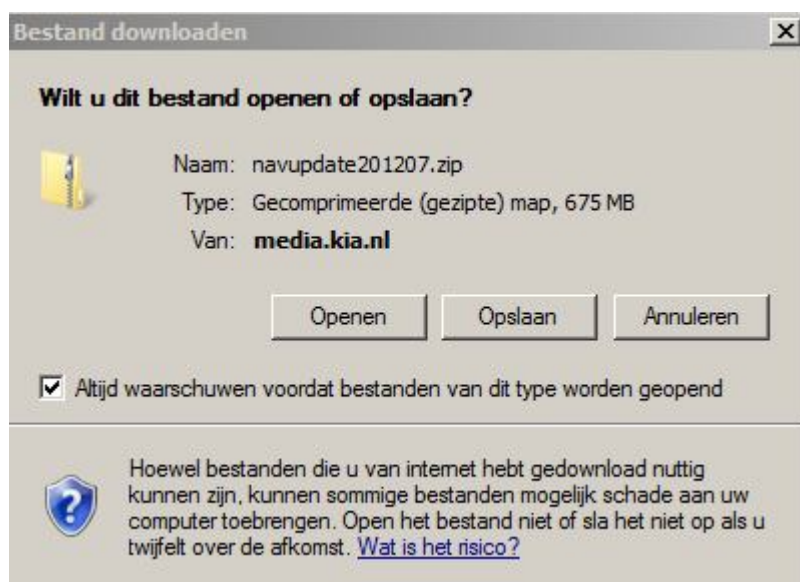 Bestand downloaden
Wilt u dit bestand openen of opslaan?
Naam: navupdate201207.zip
Type: Gecomprimeerde (gezipte) map, 675 MB
Van: media.kia.nl
Openen Opslaan Annuleren
Altijd waarschuwen voordat bestanden van dit type worden geopend
Hoewel bestanden die u van internet hebt gedownload nuttig
kunnen zijn, kunnen sommige bestanden mogelijk schade aan uw
computer toebrengen. Open het bestand niet of sla het niet op als u
twijfelt over de afkomst. Wat is het risico?